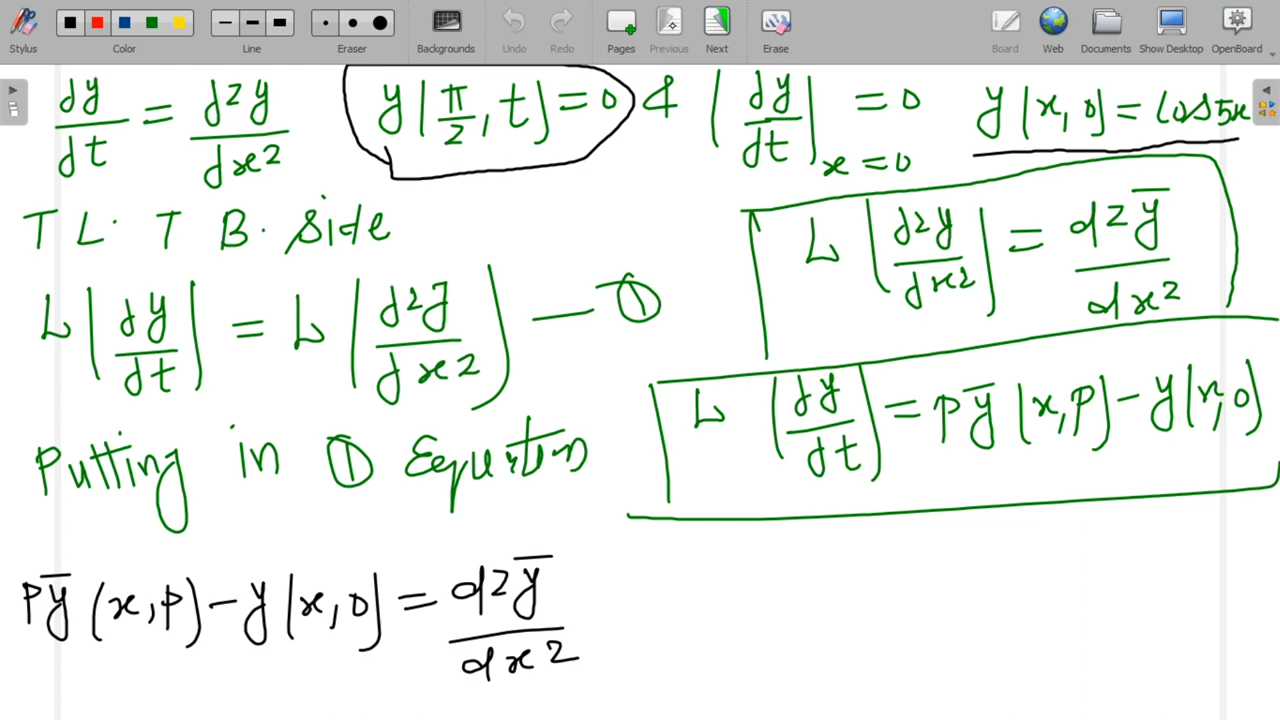 Stylus Color Line Eraser Backgrounds Undo Redo Pages Previous Next Erase Board Web Documents Show Desktop OpenBoard
dy/dt = d2y/dx2 y(π/2, t) = 0 & (dy/dt)x=0 = 0 y(x, 0) = cos5x
T L. T B. Side
L(d2y/dx2) = d2ȳ/dx2
L(dy/dt) = L(d2y/dx2) — ①
L(dy/dt) = pȳ(x, p) - y(x, 0)
Putting in ① Equation
pȳ(x, p) - y(x, 0) = d2ȳ/dx2